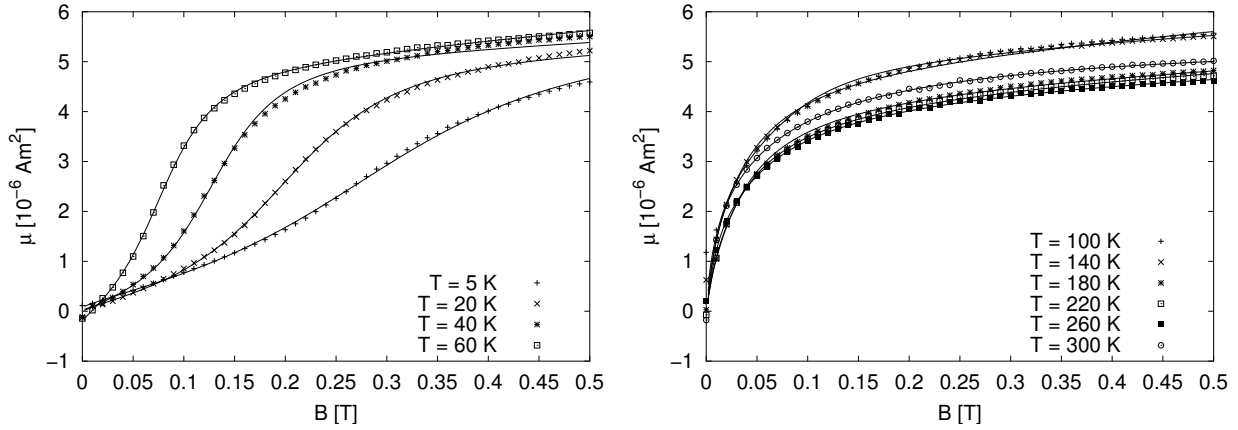 6
5
4
3
2
1
0
−1
μ [10⁻⁶ Am²]
0 0.05 0.1 0.15 0.2 0.25 0.3 0.35 0.4 0.45 0.5
B [T]
T = 5 K
T = 20 K
T = 40 K
T = 60 K
6
5
4
3
2
1
0
−1
μ [10⁻⁶ Am²]
0 0.05 0.1 0.15 0.2 0.25 0.3 0.35 0.4 0.45 0.5
B [T]
T = 100 K
T = 140 K
T = 180 K
T = 220 K
T = 260 K
T = 300 K